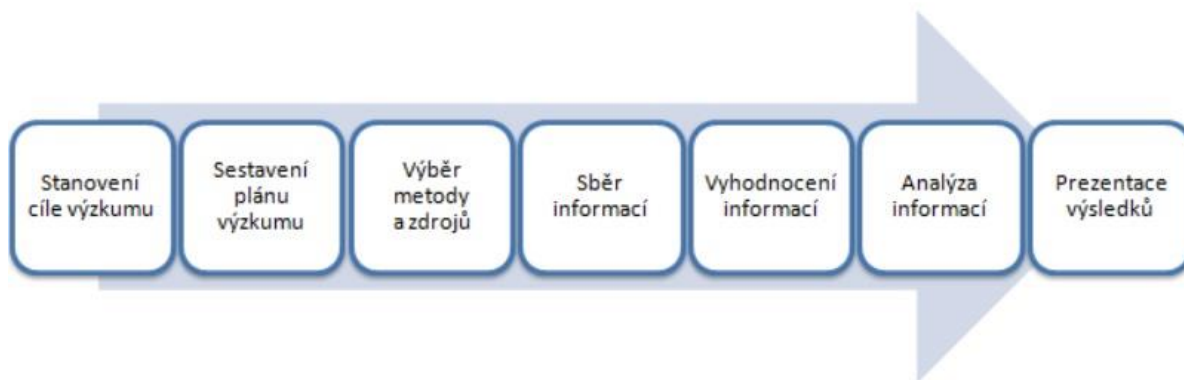 Stanovení
cíle výzkumu
Sestavení
plánu
výzkumu
Výběr
metody
a zdrojů
Sběr
informací
Vyhodnocení
informací
Analýza
informací
Prezentace
výsledků